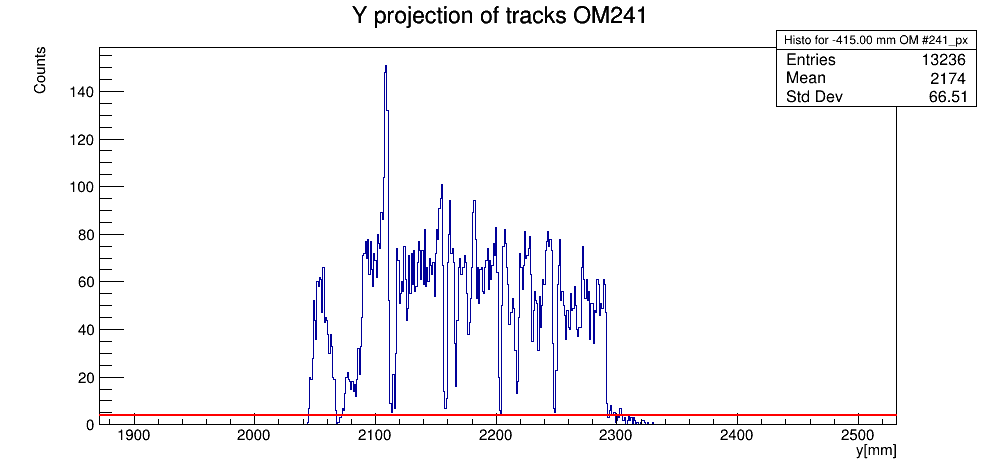 Y projection of tracks OM241
Histo for -415.00 mm OM #241_px
Entries 13236
Mean 2174
Std Dev 66.51
Counts
140
120
100
80
60
40
20
0
1900 2000 2100 2200 2300 2400 2500
y[mm]